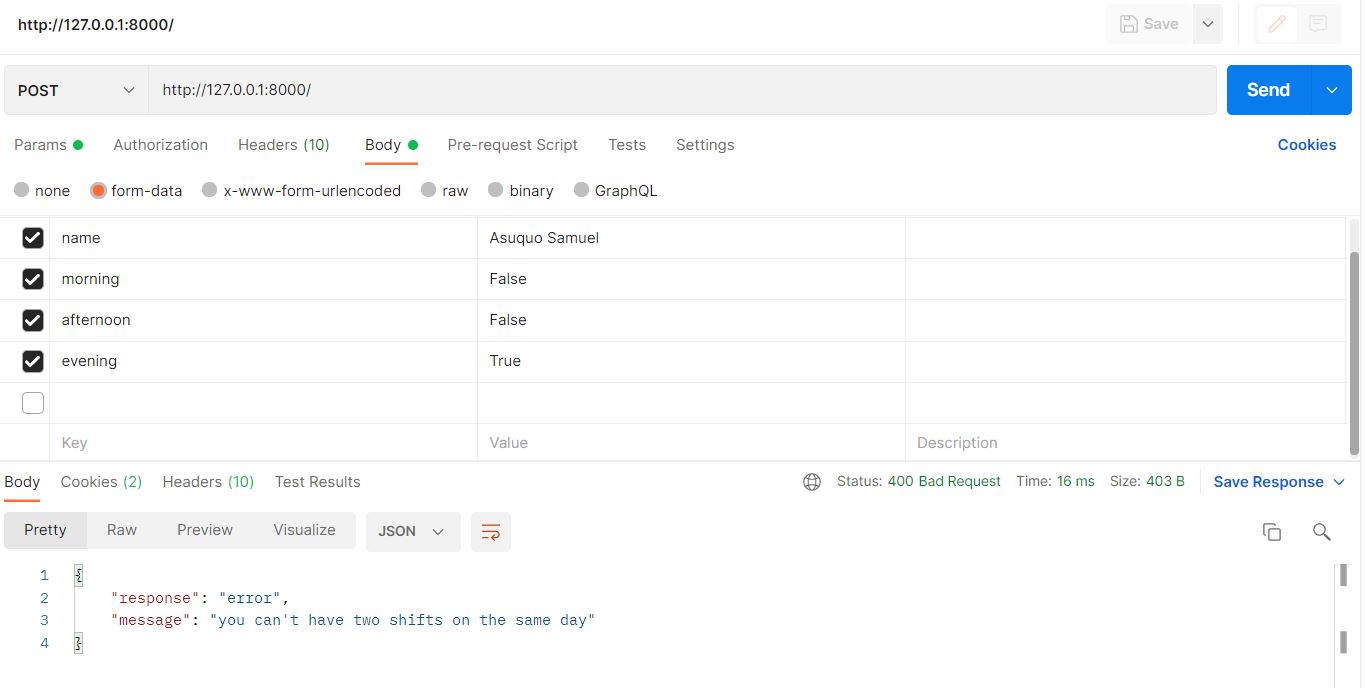 http://127.0.0.1:8000/
Save
POST http://127.0.0.1:8000/ Send
Params Authorization Headers (10) Body Pre-request Script Tests Settings Cookies
none form-data x-www-form-urlencoded raw binary GraphQL
name Asuquo Samuel
morning False
afternoon False
evening True
Key Value Description
Body Cookies (2) Headers (10) Test Results Status: 400 Bad Request Time: 16 ms Size: 403 B Save Response
Pretty Raw Preview Visualize JSON
1 {
2 "response": "error",
3 "message": "you can't have two shifts on the same day"
4 }